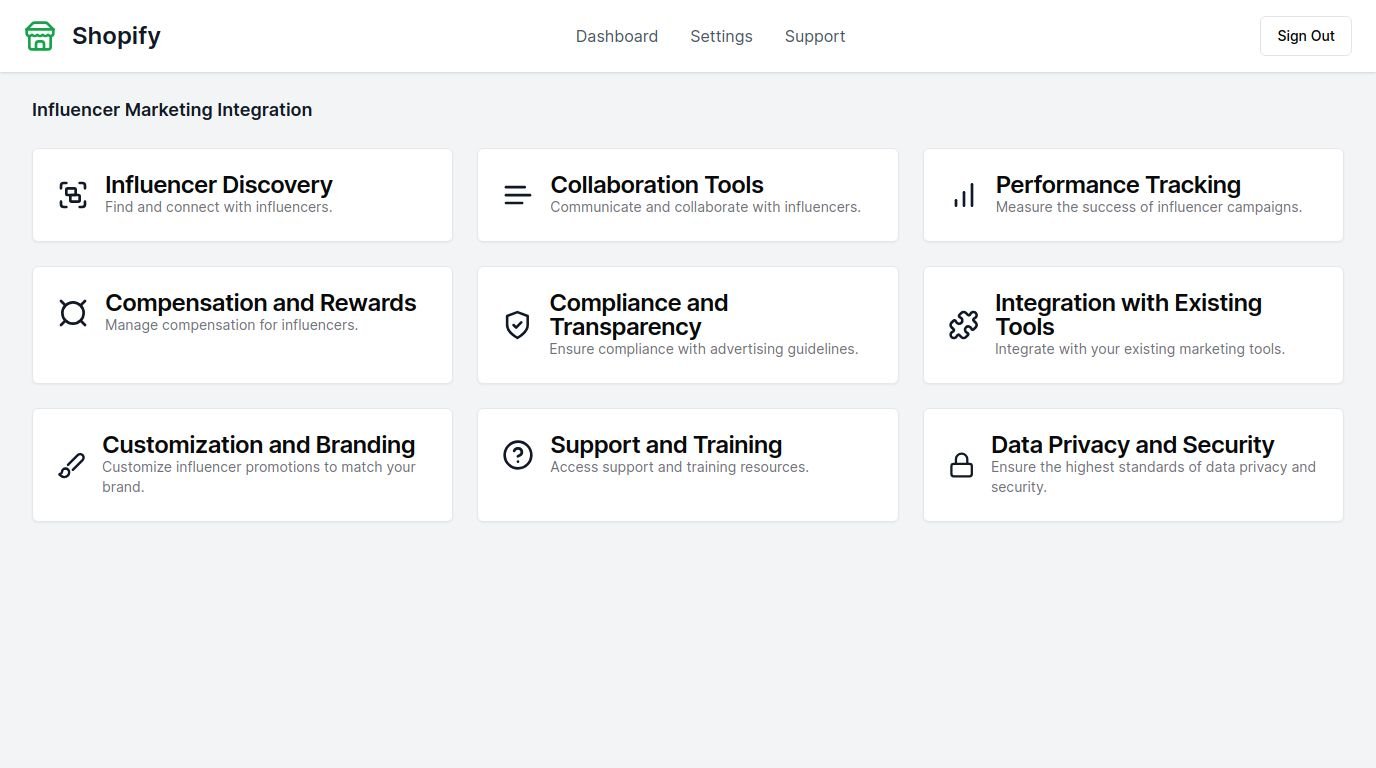 Shopify
Dashboard
Settings
Support
Sign Out
Influencer Marketing Integration
Influencer Discovery
Find and connect with influencers.
Collaboration Tools
Communicate and collaborate with influencers.
Performance Tracking
Measure the success of influencer campaigns.
Compensation and Rewards
Manage compensation for influencers.
Compliance and
Transparency
Ensure compliance with advertising guidelines.
Integration with Existing
Tools
Integrate with your existing marketing tools.
Customization and Branding
Customize influencer promotions to match your
brand.
Support and Training
Access support and training resources.
Data Privacy and Security
Ensure the highest standards of data privacy and
security.